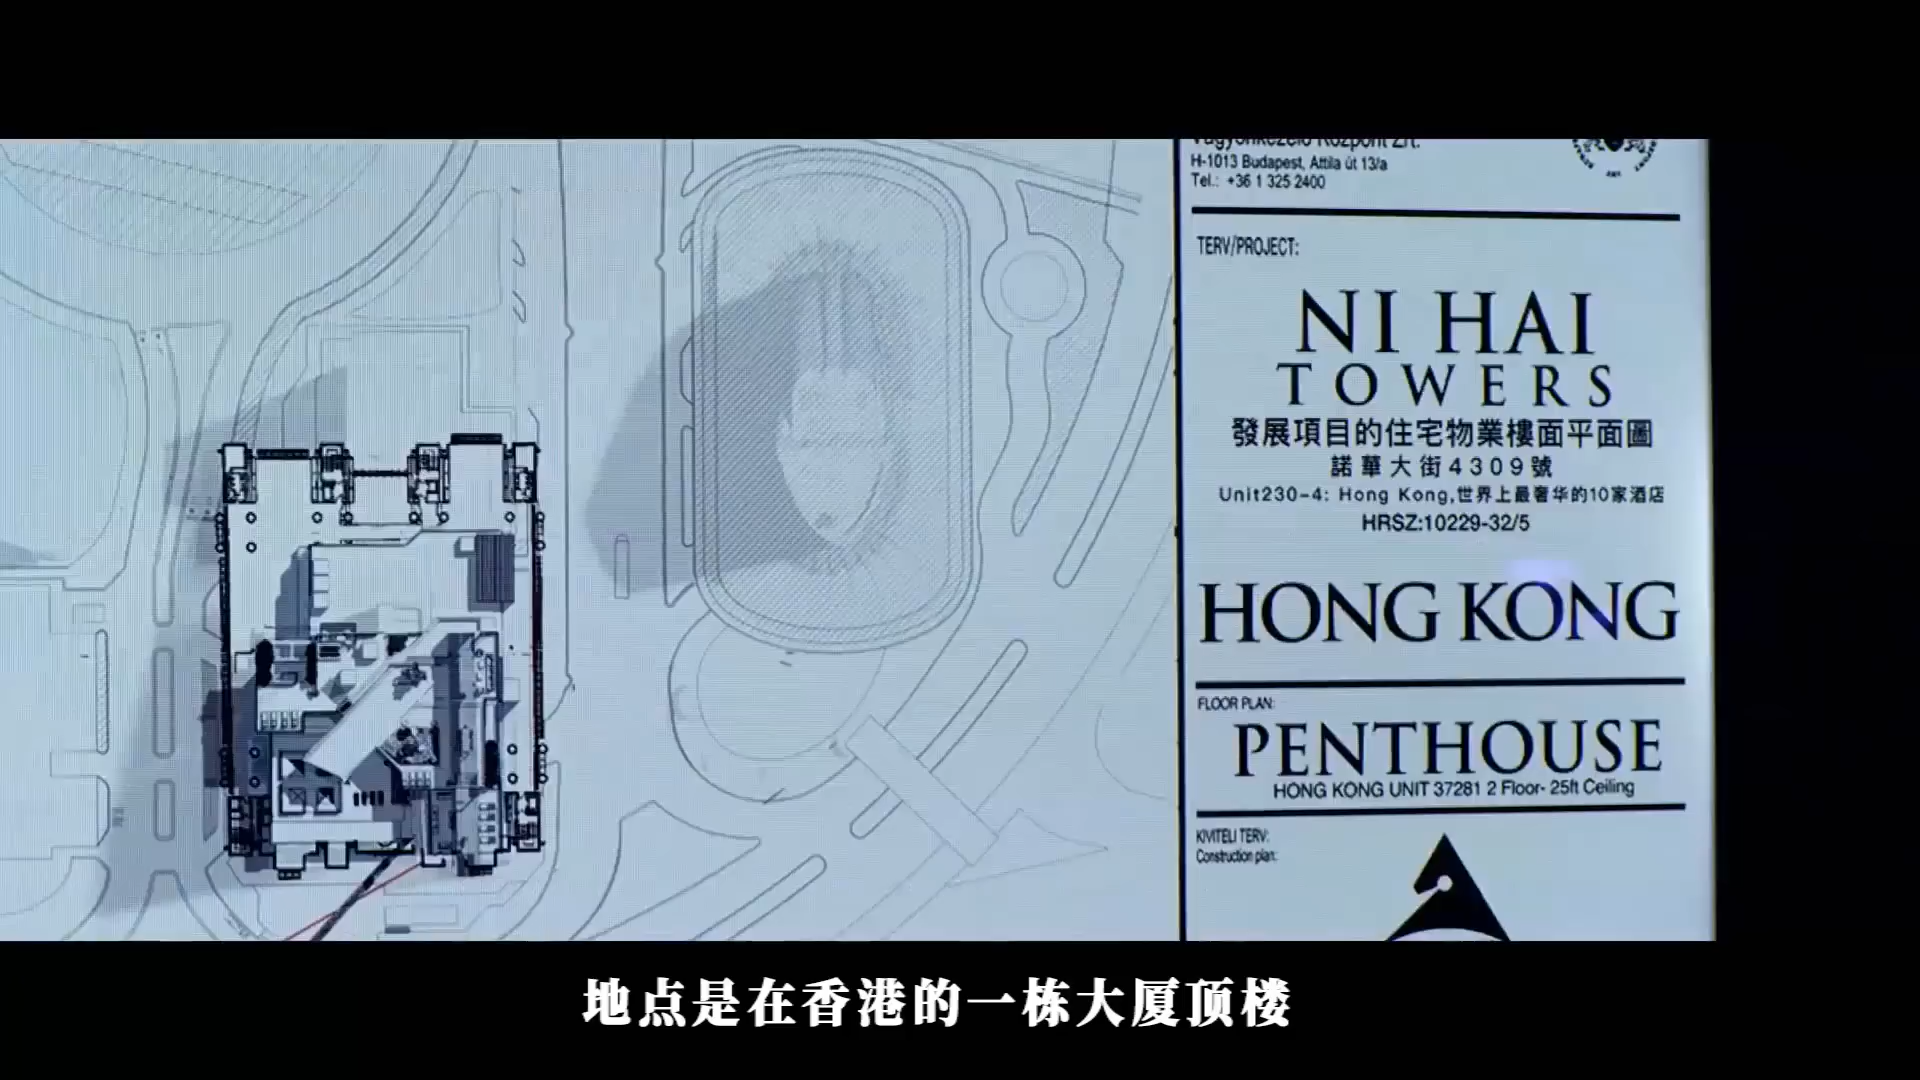 Vagyonkezelő Központ Zrt.
H-1013 Budapest, Attila út 13/a
Tel.: +36 1 325 2400
TERV/PROJECT:
NI HAI
TOWERS
發展項目的住宅物業樓面平面圖
諾華大街4309號
Unit230-4: Hong Kong,世界上最奢华的10家酒店
HRSZ:10229-32/5
HONG KONG
FLOOR PLAN:
PENTHOUSE
HONG KONG UNIT 37281 2 Floor- 25ft Ceiling
KIVITELI TERV:
Construction plan:
地点是在香港的一栋大厦顶楼